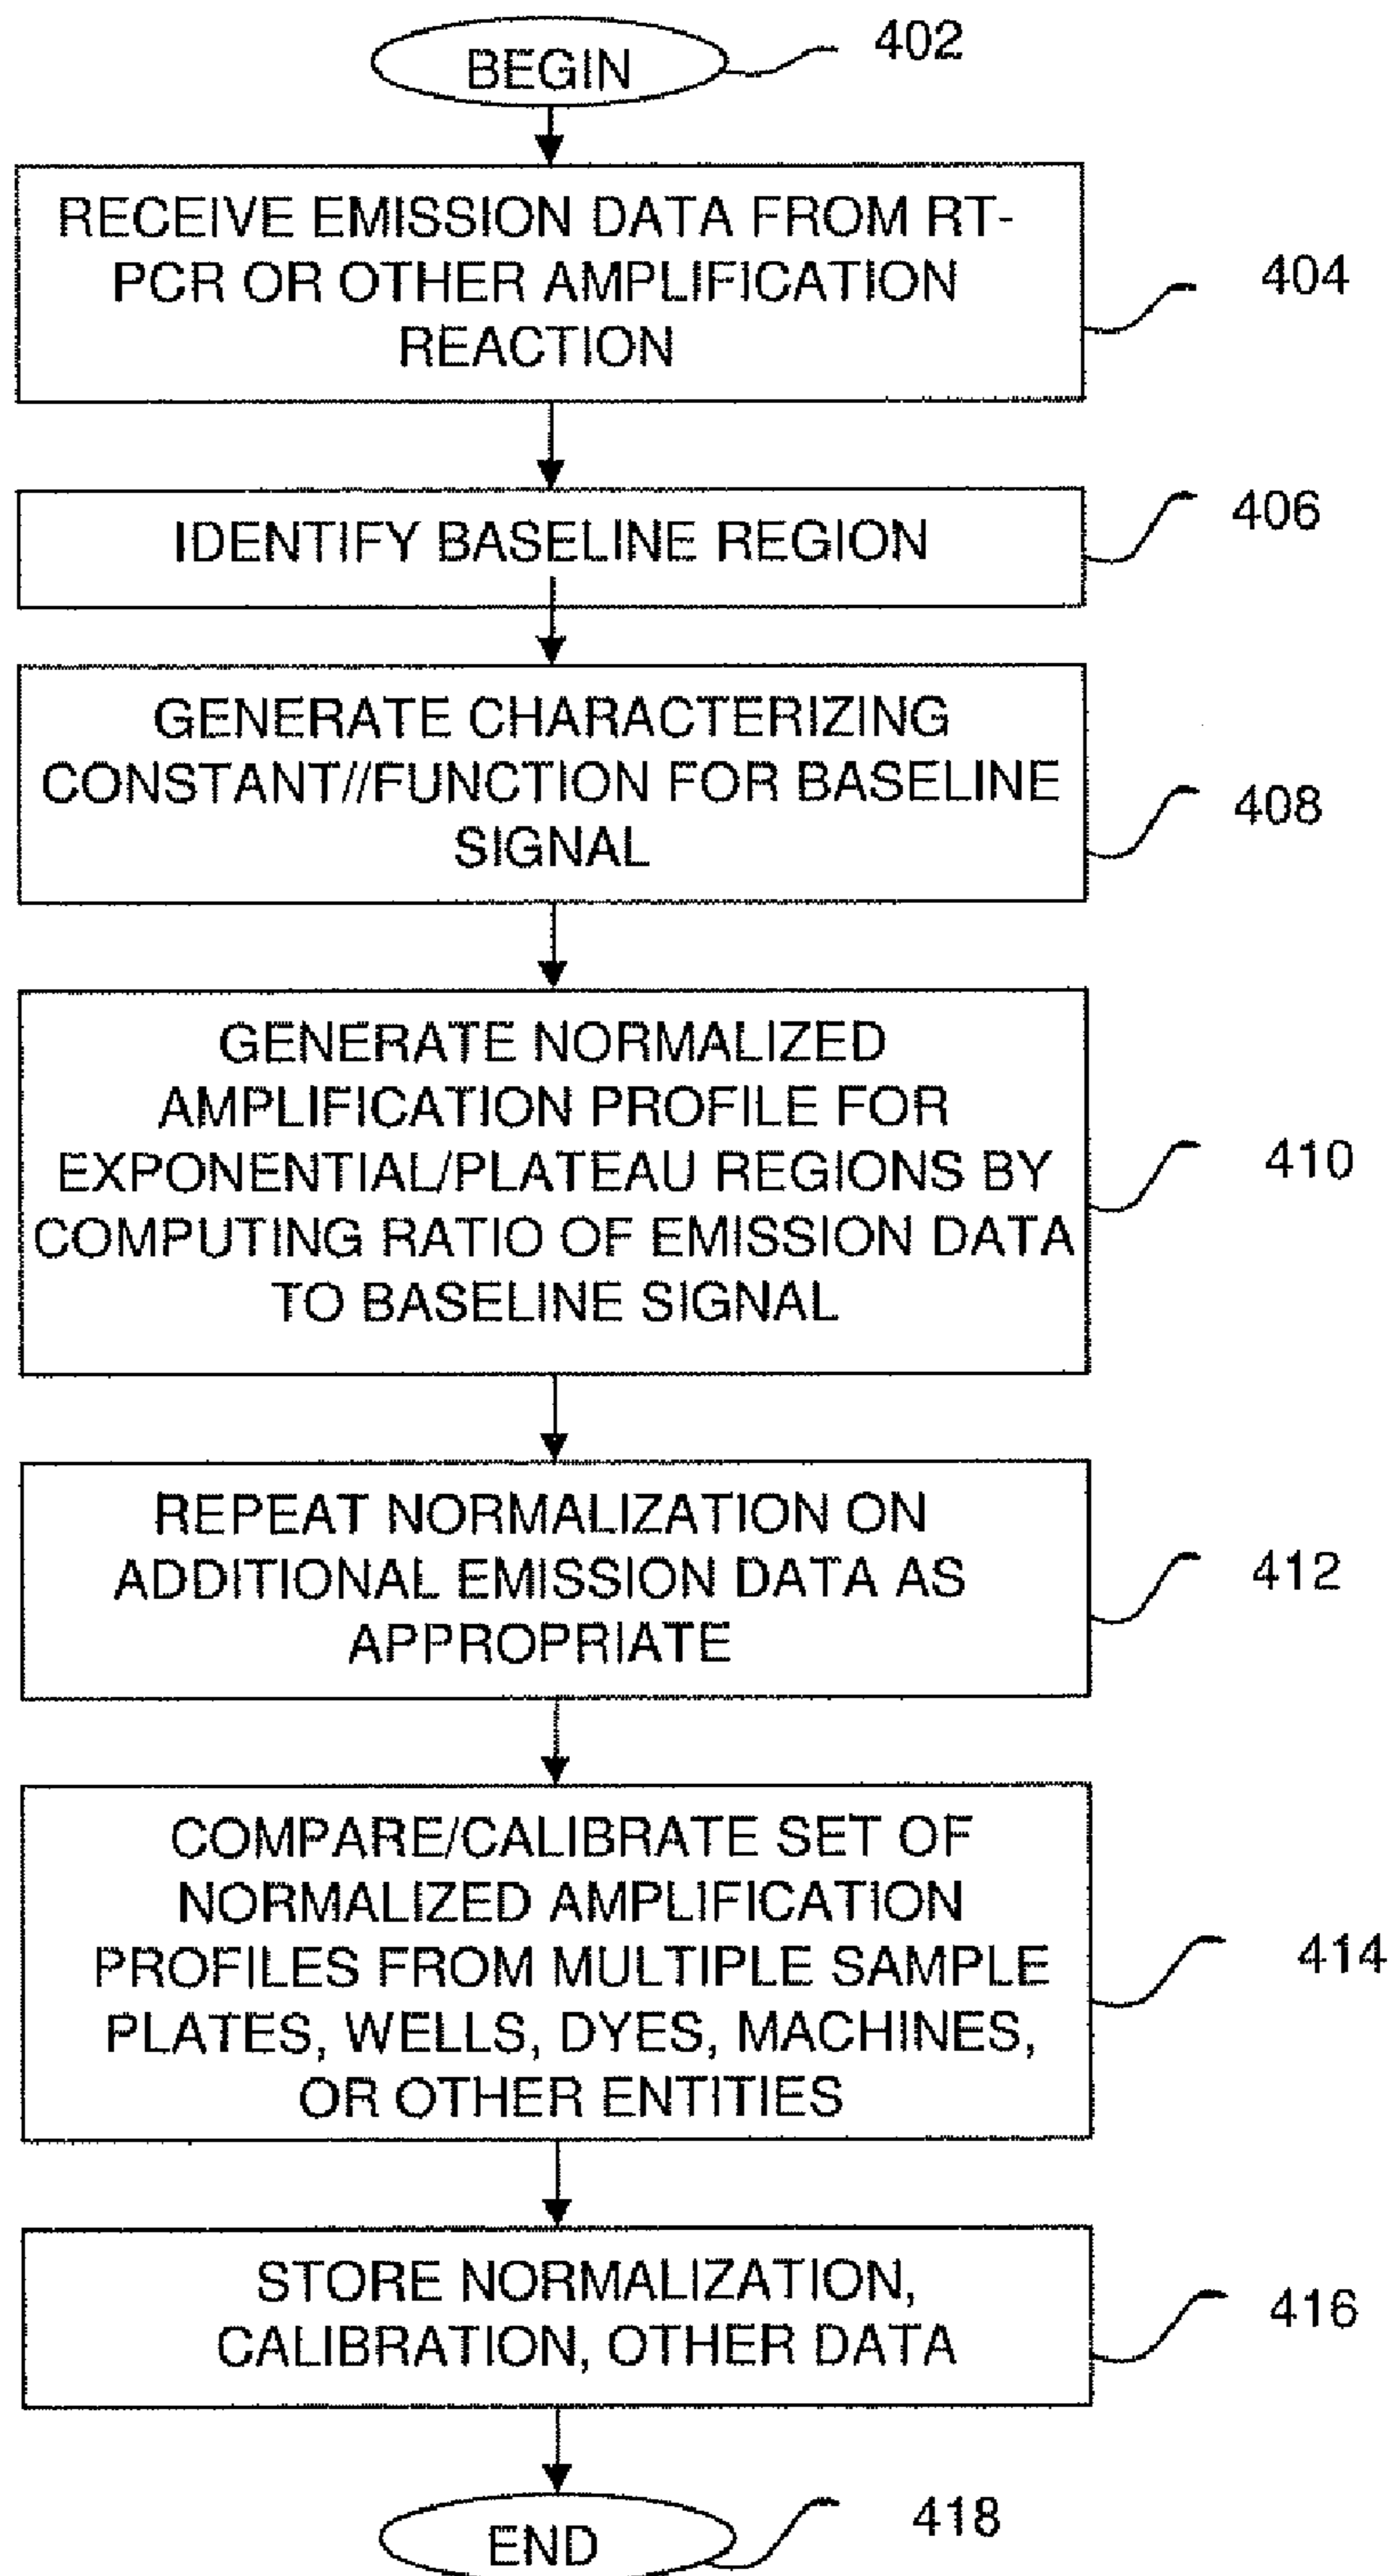 BEGIN
402
RECEIVE EMISSION DATA FROM RT-
PCR OR OTHER AMPLIFICATION
REACTION
404
IDENTIFY BASELINE REGION
406
GENERATE CHARACTERIZING
CONSTANT//FUNCTION FOR BASELINE
SIGNAL
408
GENERATE NORMALIZED
AMPLIFICATION PROFILE FOR
EXPONENTIAL/PLATEAU REGIONS BY
COMPUTING RATIO OF EMISSION DATA
TO BASELINE SIGNAL
410
REPEAT NORMALIZATION ON
ADDITIONAL EMISSION DATA AS
APPROPRIATE
412
COMPARE/CALIBRATE SET OF
NORMALIZED AMPLIFICATION
PROFILES FROM MULTIPLE SAMPLE
PLATES, WELLS, DYES, MACHINES,
OR OTHER ENTITIES
414
STORE NORMALIZATION,
CALIBRATION, OTHER DATA
416
END
418